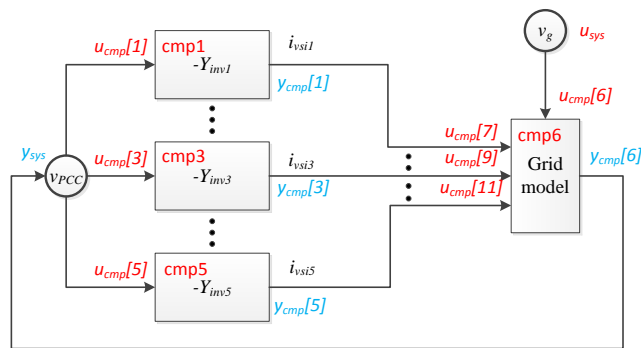 u_cmp[1]
cmp1
-Y_inv1
i_vsi1
y_cmp[1]
v_g
u_sys
u_cmp[6]
y_sys
v_PCC
u_cmp[3]
cmp3
-Y_inv3
i_vsi3
y_cmp[3]
u_cmp[7]
u_cmp[9]
u_cmp[11]
cmp6
Grid
model
y_cmp[6]
u_cmp[5]
cmp5
-Y_inv5
i_vsi5
y_cmp[5]